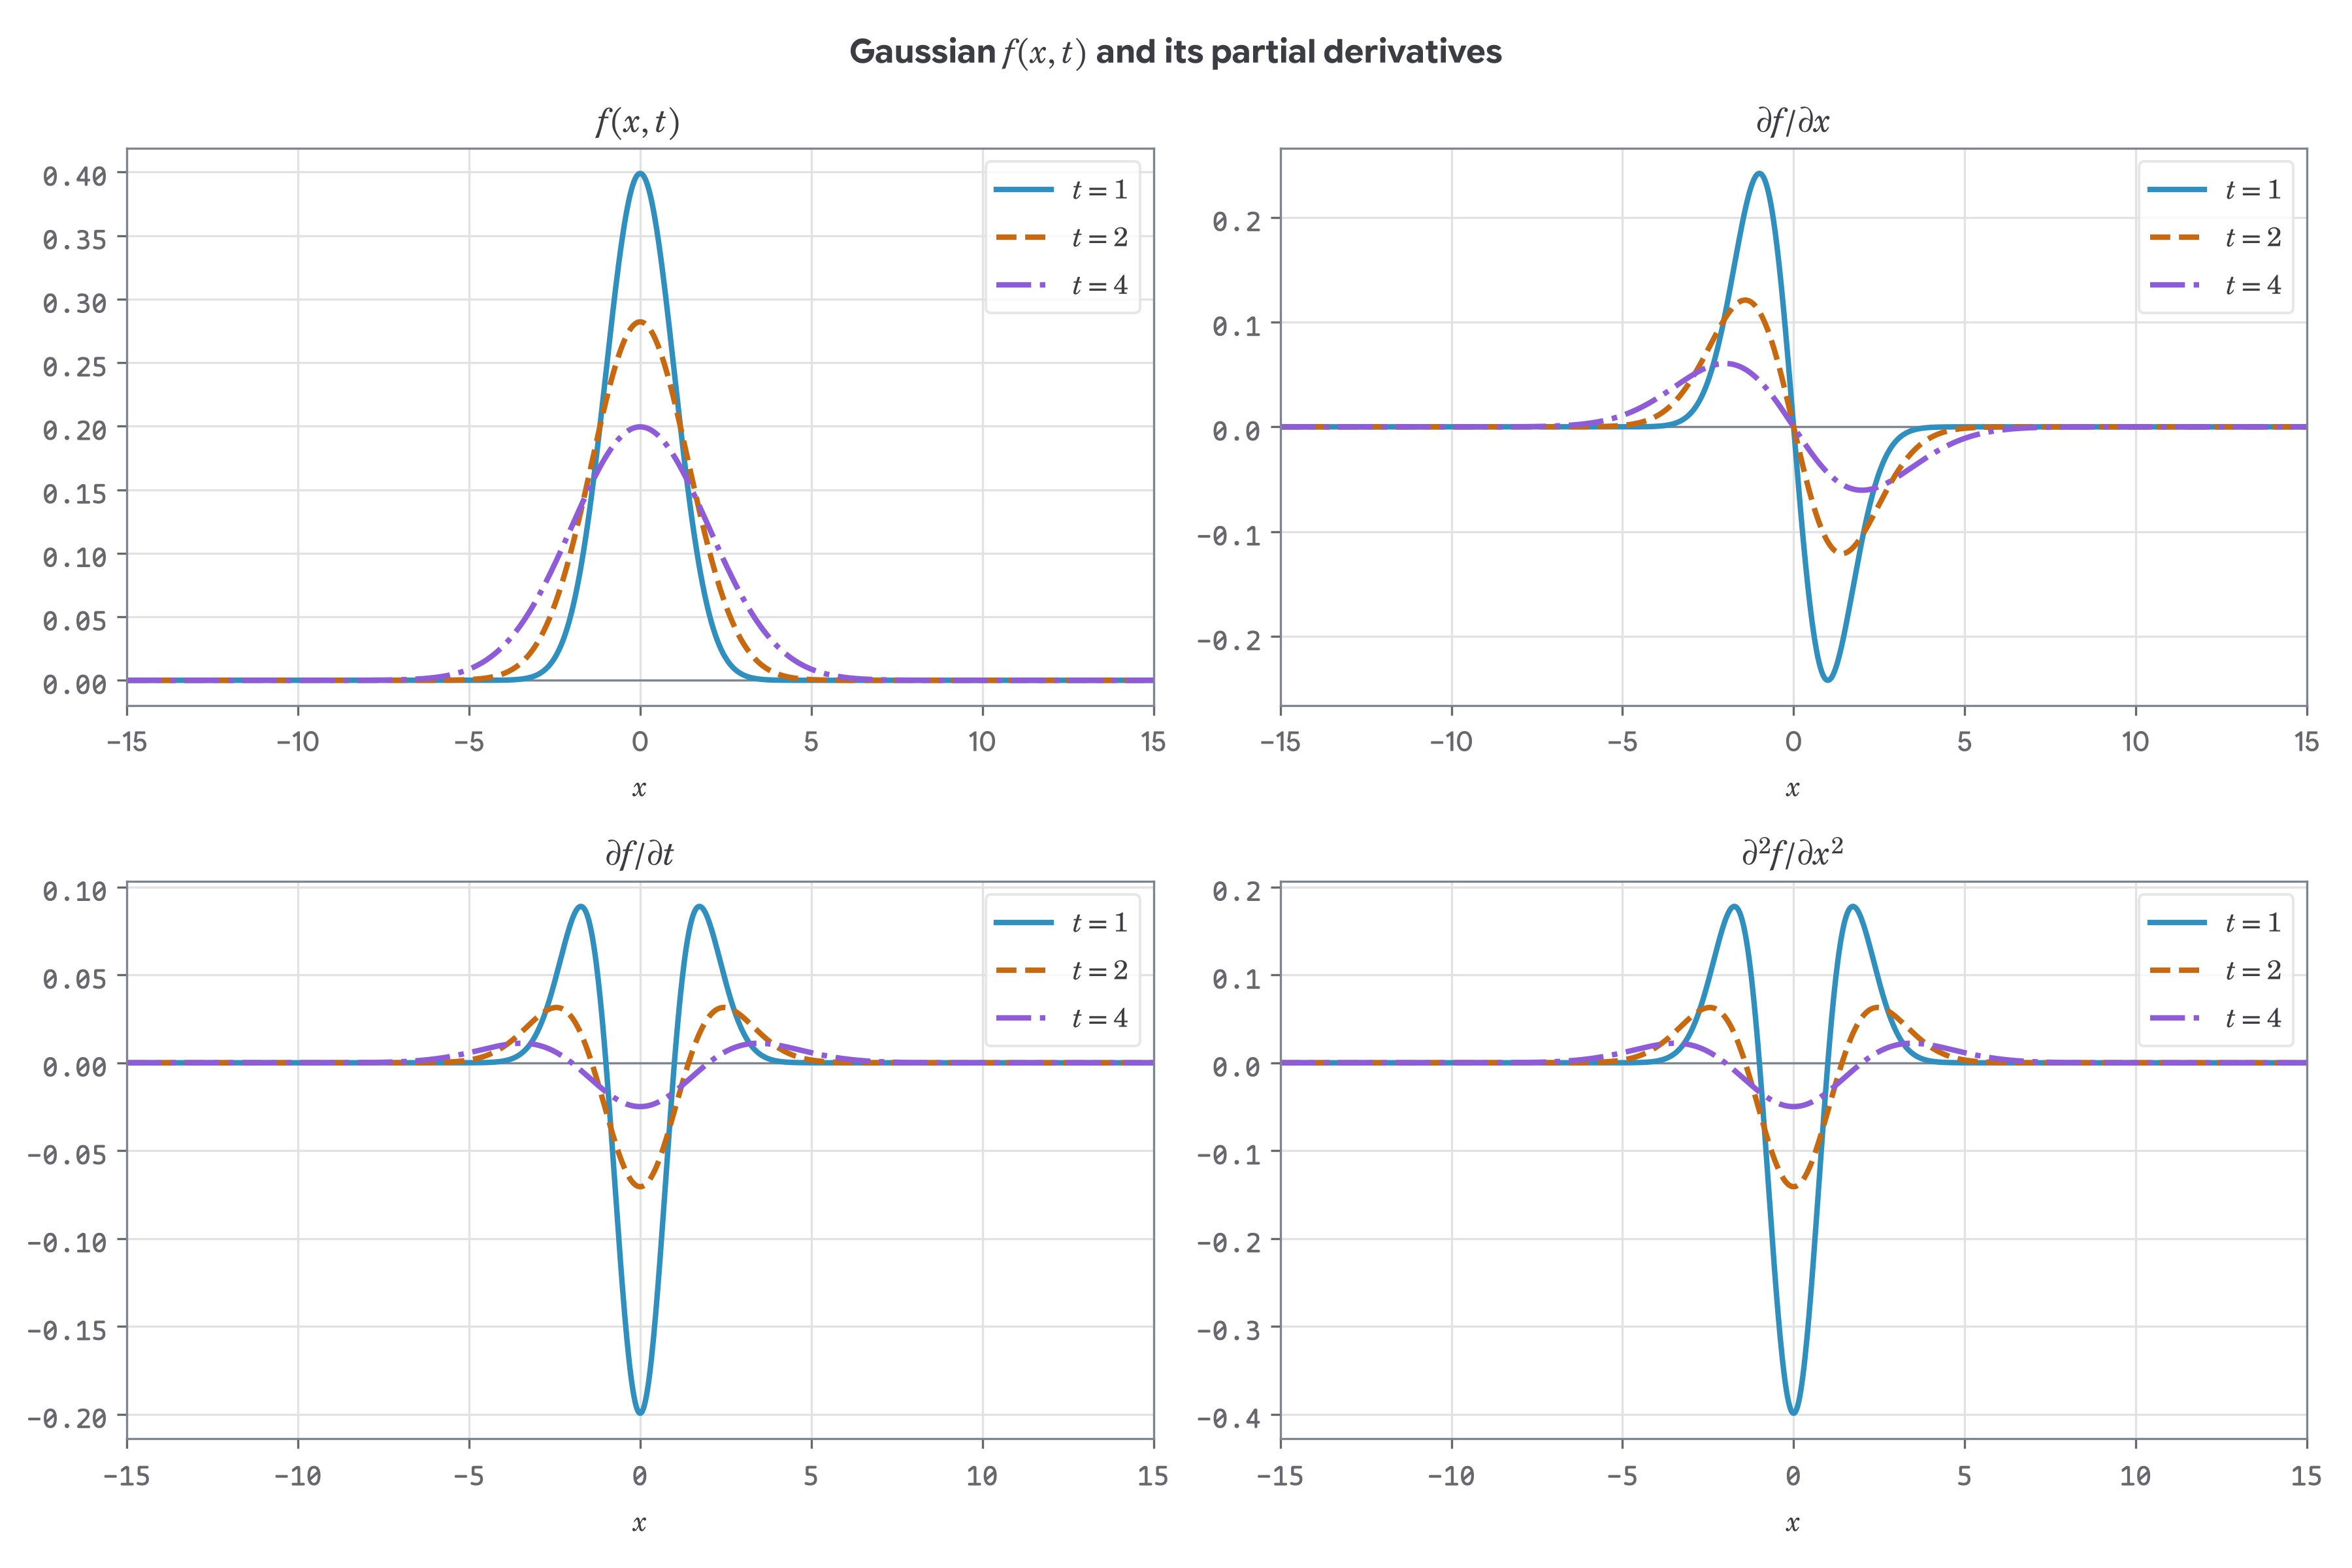 Gaussian f(x, t) and its partial derivatives
f(x, t)
0.40
0.35
0.30
0.25
0.20
0.15
0.10
0.05
0.00
t = 1
t = 2
t = 4
−15 −10 −5 0 5 10 15
x
∂f/∂x
0.2
0.1
0.0
−0.1
−0.2
t = 1
t = 2
t = 4
−15 −10 −5 0 5 10 15
x
∂f/∂t
0.10
0.05
0.00
−0.05
−0.10
−0.15
−0.20
t = 1
t = 2
t = 4
−15 −10 −5 0 5 10 15
x
∂²f/∂x²
0.2
0.1
0.0
−0.1
−0.2
−0.3
−0.4
t = 1
t = 2
t = 4
−15 −10 −5 0 5 10 15
x